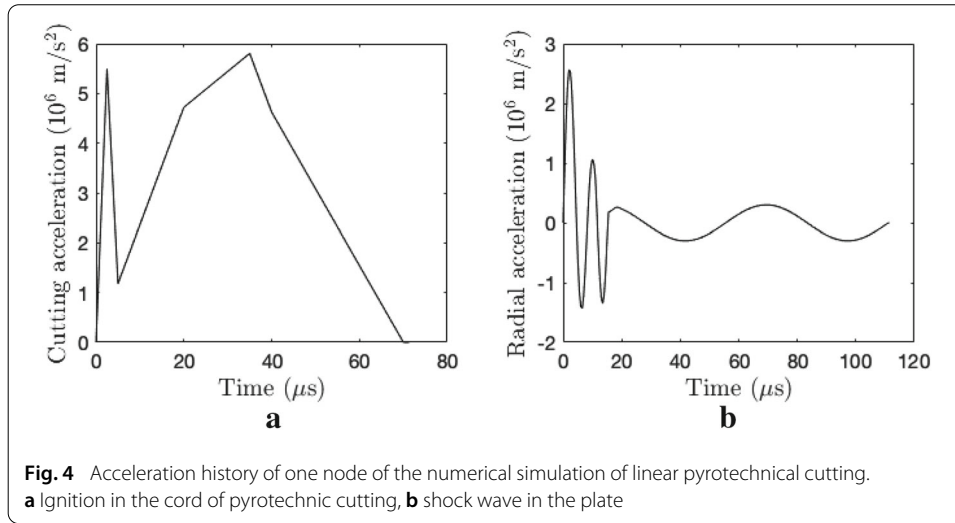 Cutting acceleration (10⁶ m/s²)
6
5
4
3
2
1
0
0 20 40 60 80
Time (μs)
a
Radial acceleration (10⁶ m/s²)
3
2
1
0
-1
-2
0 20 40 60 80 100 120
Time (μs)
b
Fig. 4 Acceleration history of one node of the numerical simulation of linear pyrotechnical cutting.
a Ignition in the cord of pyrotechnic cutting, b shock wave in the plate